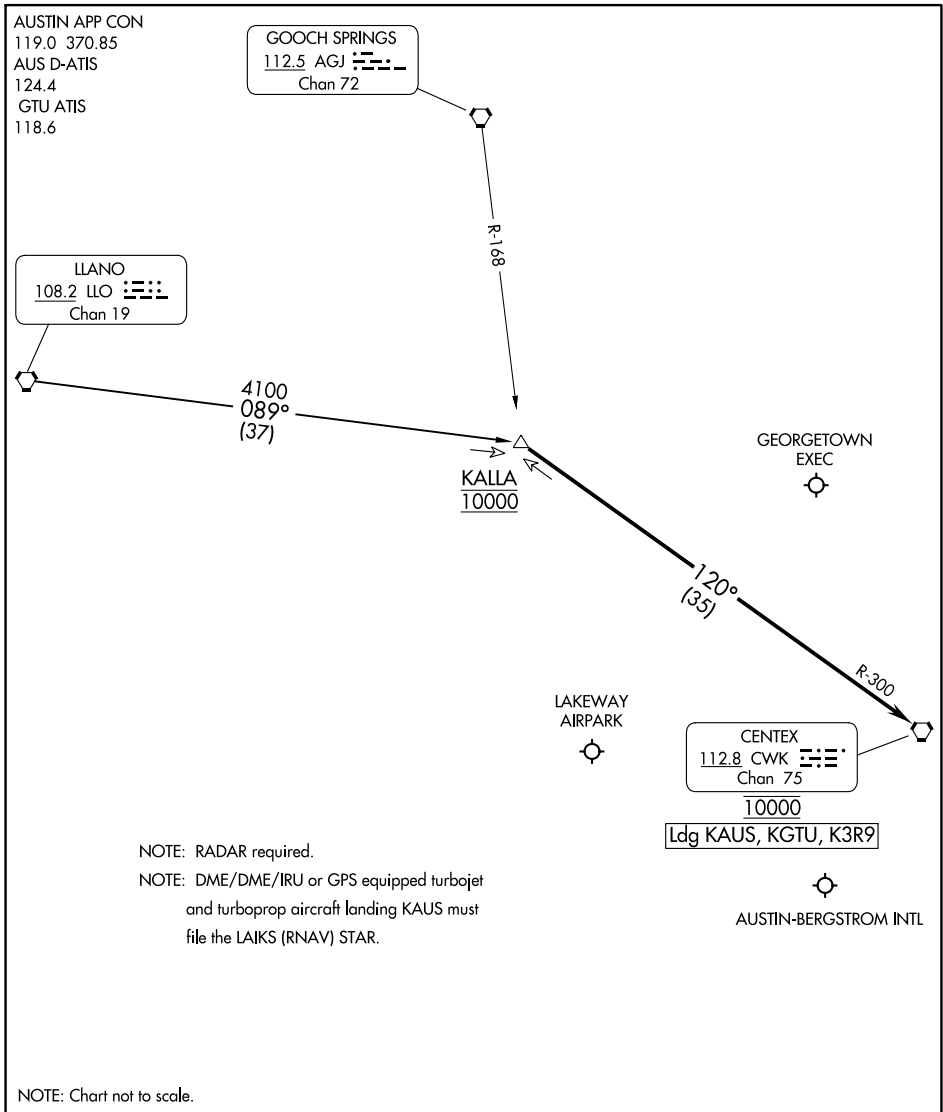 AUSTIN APP CON
119.0 370.85
AUS D-ATIS
124.4
GTU ATIS
118.6
GOOCH SPRINGS
112.5 AGJ
Chan 72
R-168
LLANO
108.2 LLO
Chan 19
4100
089°
(37)
KALLA
10000
GEORGETOWN
EXEC
120°
(35)
R-300
LAKEWAY
AIRPARK
CENTEX
112.8 CWK
Chan 75
10000
Ldg KAUS, KGTU, K3R9
AUSTIN-BERGSTROM INTL
NOTE: RADAR required.
NOTE: DME/DME/IRU or GPS equipped turbojet
and turboprop aircraft landing KAUS must
file the LAIKS (RNAV) STAR.
NOTE: Chart not to scale.